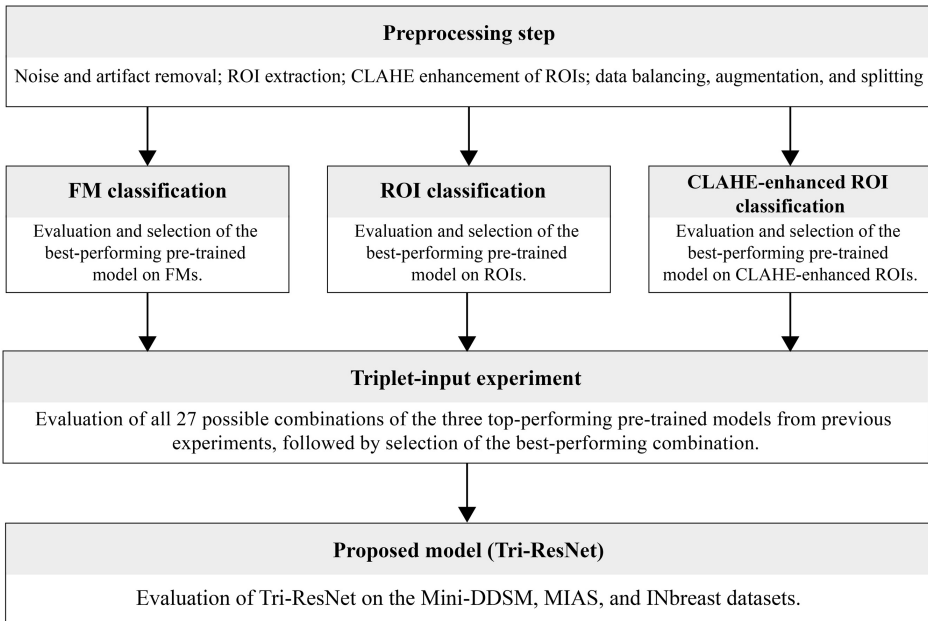 Preprocessing step
Noise and artifact removal; ROI extraction; CLAHE enhancement of ROIs; data balancing, augmentation, and splitting
FM classification
Evaluation and selection of the
best-performing pre-trained
model on FMs.
ROI classification
Evaluation and selection of the
best-performing pre-trained
model on ROIs.
CLAHE-enhanced ROI
classification
Evaluation and selection of the
best-performing pre-trained
model on CLAHE-enhanced ROIs.
Triplet-input experiment
Evaluation of all 27 possible combinations of the three top-performing pre-trained models from previous
experiments, followed by selection of the best-performing combination.
Proposed model (Tri-ResNet)
Evaluation of Tri-ResNet on the Mini-DDSM, MIAS, and INbreast datasets.